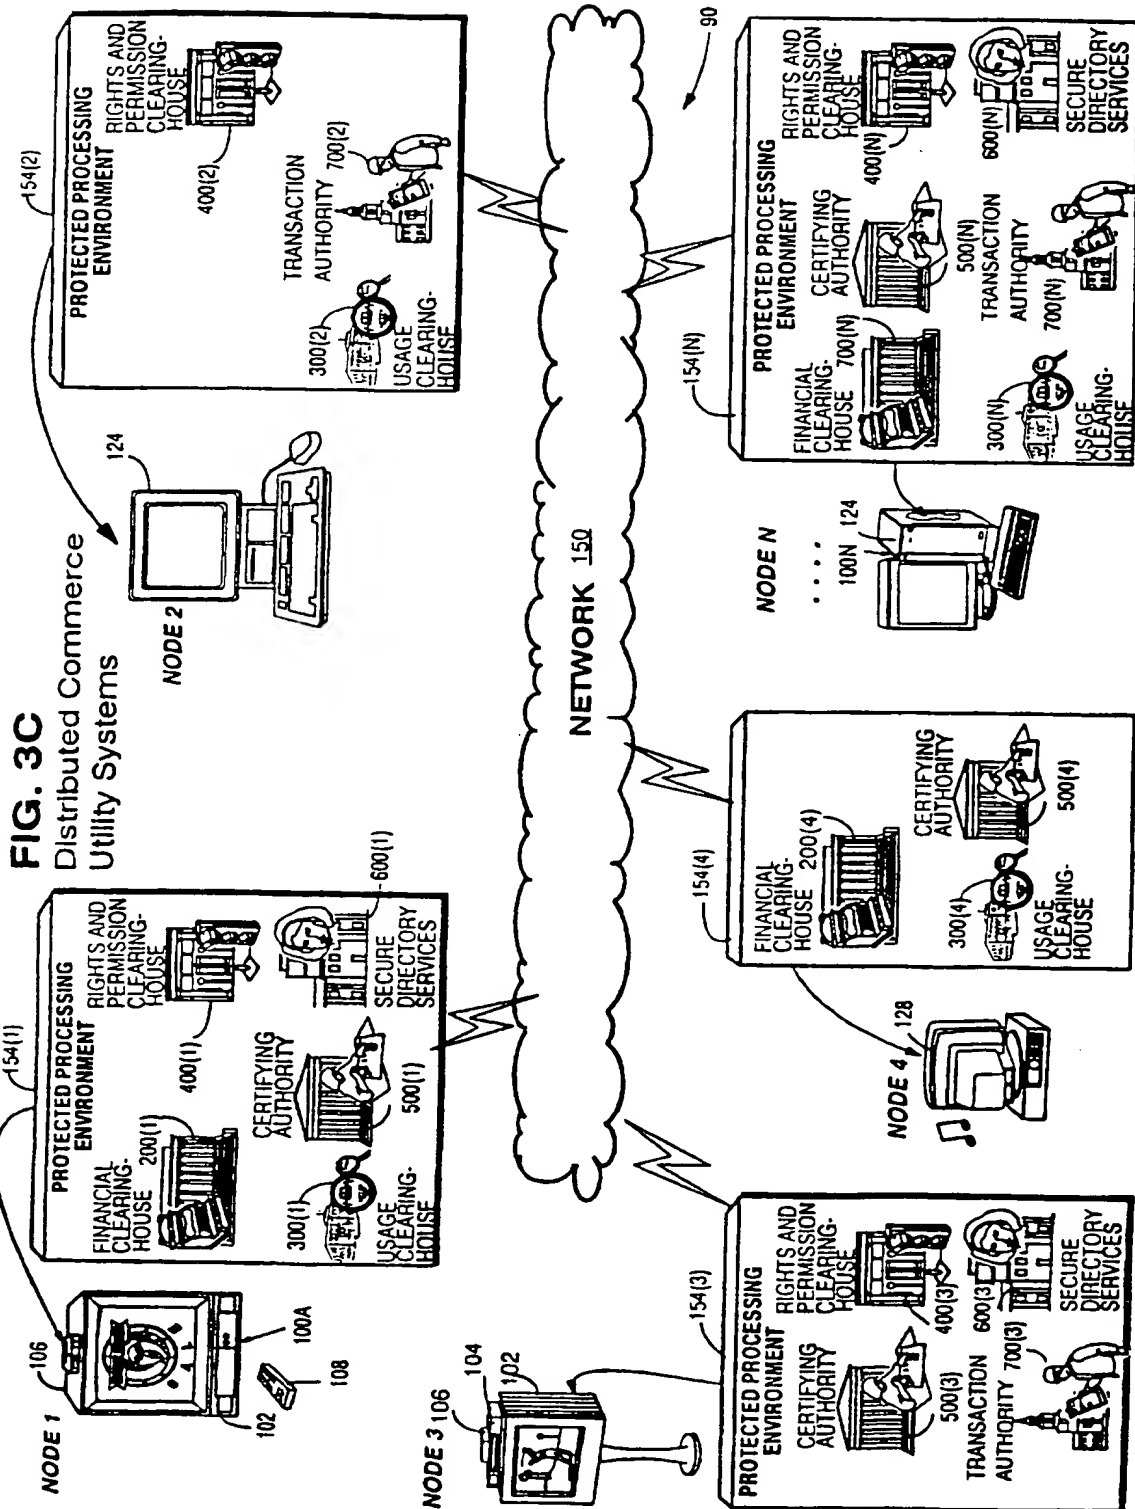 FIG. 3C
Distributed Commerce
Utility Systems
NODE 1
106
102
100A
108
154(1)
PROTECTED PROCESSING
ENVIRONMENT
FINANCIAL
CLEARING-
HOUSE
200(1)
RIGHTS AND
PERMISSION
CLEARING-
HOUSE
400(1)
300(1)
USAGE
CLEARING-
HOUSE
CERTIFYING
AUTHORITY
500(1)
SECURE
DIRECTORY
SERVICES
600(1)
NODE 2
124
154(2)
PROTECTED PROCESSING
ENVIRONMENT
RIGHTS AND
PERMISSION
CLEARING-
HOUSE
400(2)
300(2)
USAGE
CLEARING-
HOUSE
TRANSACTION
AUTHORITY
700(2)
NETWORK 150
90
NODE 3
106
104
102
154(3)
PROTECTED PROCESSING
ENVIRONMENT
CERTIFYING
AUTHORITY
500(3)
RIGHTS AND
PERMISSION
CLEARING-
HOUSE
400(3)
TRANSACTION
AUTHORITY
700(3)
600(3)
SECURE
DIRECTORY
SERVICES
NODE 4
128
154(4)
FINANCIAL
CLEARING-
HOUSE
200(4)
300(4)
USAGE
CLEARING-
HOUSE
CERTIFYING
AUTHORITY
500(4)
NODE N
. . . .
100N
124
154(N)
PROTECTED PROCESSING
ENVIRONMENT
FINANCIAL
CLEARING-
HOUSE
700(N)
CERTIFYING
AUTHORITY
500(N)
RIGHTS AND
PERMISSION
CLEARING-
HOUSE
400(N)
300(N)
USAGE
CLEARING-
HOUSE
TRANSACTION
AUTHORITY
700(N)
600(N)
SECURE
DIRECTORY
SERVICES